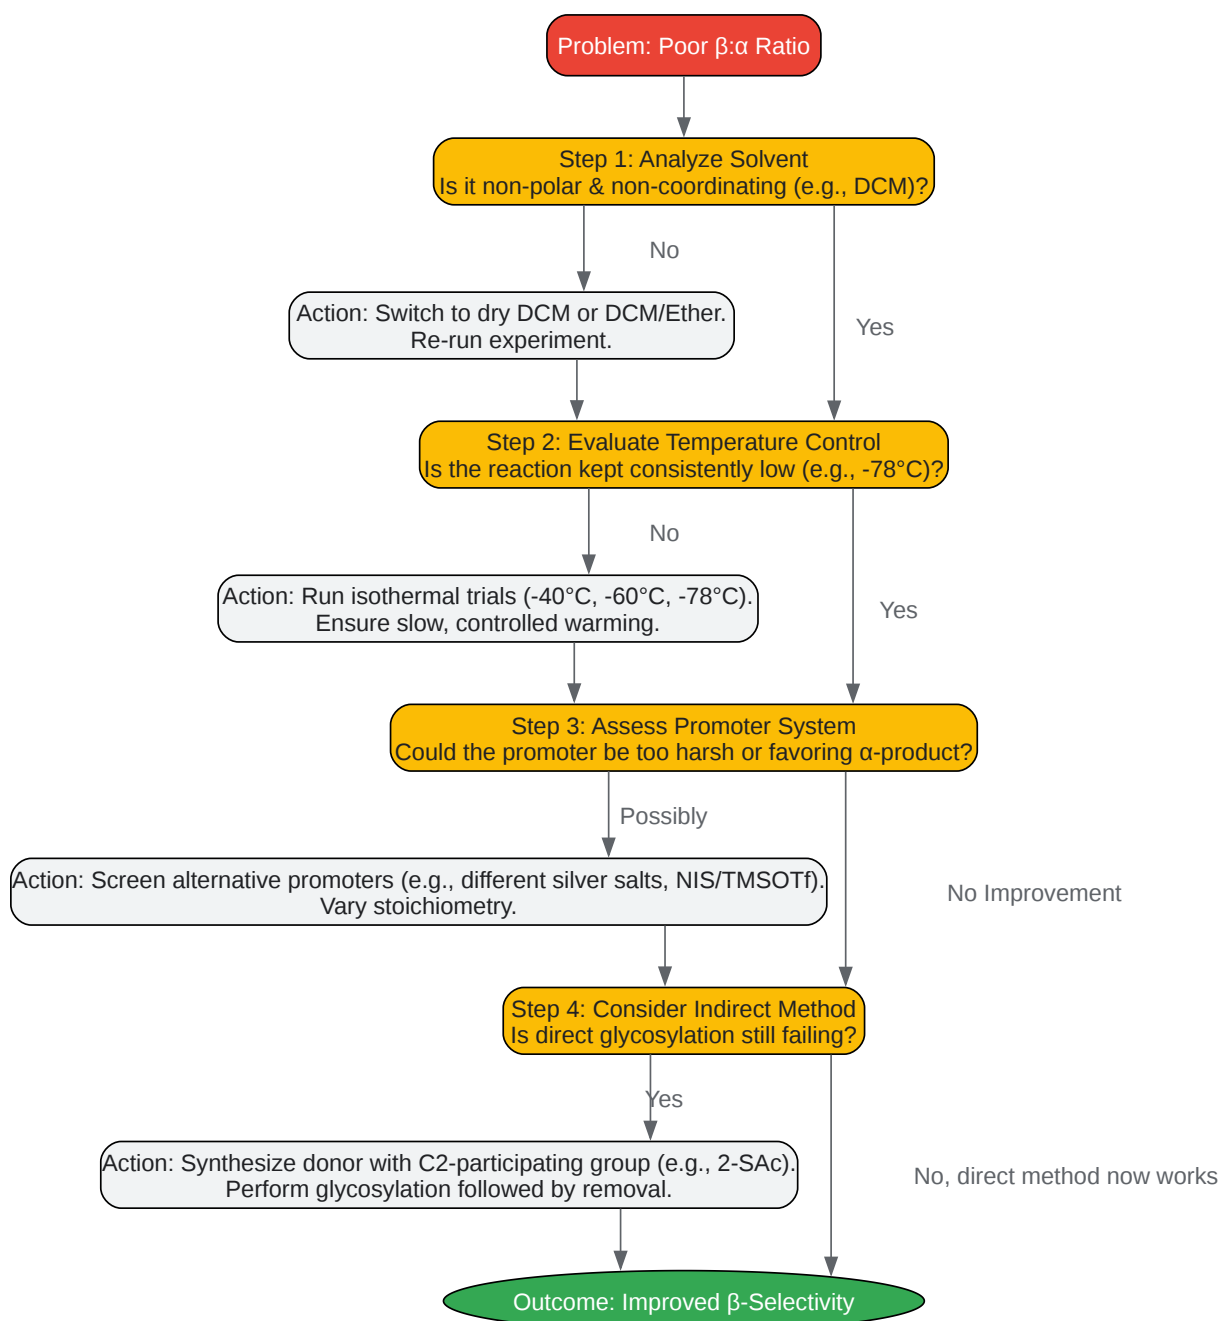 Problem: Poor β:α Ratio
Step 1: Analyze Solvent
Is it non-polar & non-coordinating (e.g., DCM)?
No
Action: Switch to dry DCM or DCM/Ether.
Re-run experiment.
Yes
Step 2: Evaluate Temperature Control
Is the reaction kept consistently low (e.g., -78°C)?
No
Action: Run isothermal trials (-40°C, -60°C, -78°C).
Ensure slow, controlled warming.
Yes
Step 3: Assess Promoter System
Could the promoter be too harsh or favoring α-product?
Possibly
Action: Screen alternative promoters (e.g., different silver salts, NIS/TMSOTf).
Vary stoichiometry.
No Improvement
Step 4: Consider Indirect Method
Is direct glycosylation still failing?
Yes
Action: Synthesize donor with C2-participating group (e.g., 2-SAc).
Perform glycosylation followed by removal.
No, direct method now works
Outcome: Improved β-Selectivity